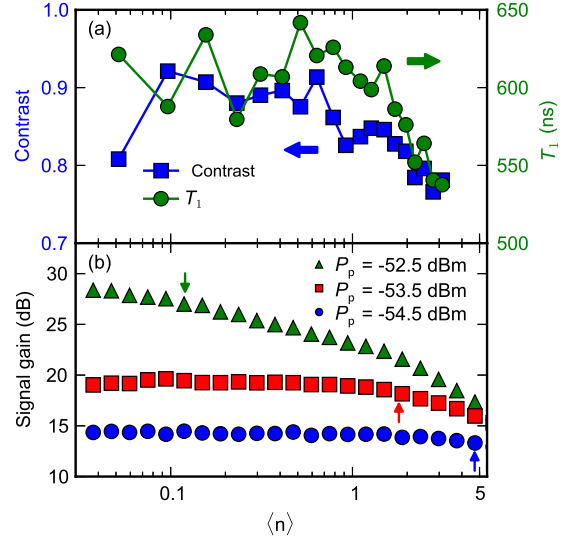 (a)
1.0
0.9
0.8
0.7
Contrast
650
600
550
500
T₁ (ns)
Contrast
T₁
(b)
30
25
20
15
10
Signal gain (dB)
Pₚ = -52.5 dBm
Pₚ = -53.5 dBm
Pₚ = -54.5 dBm
0.1
1
5
⟨n⟩